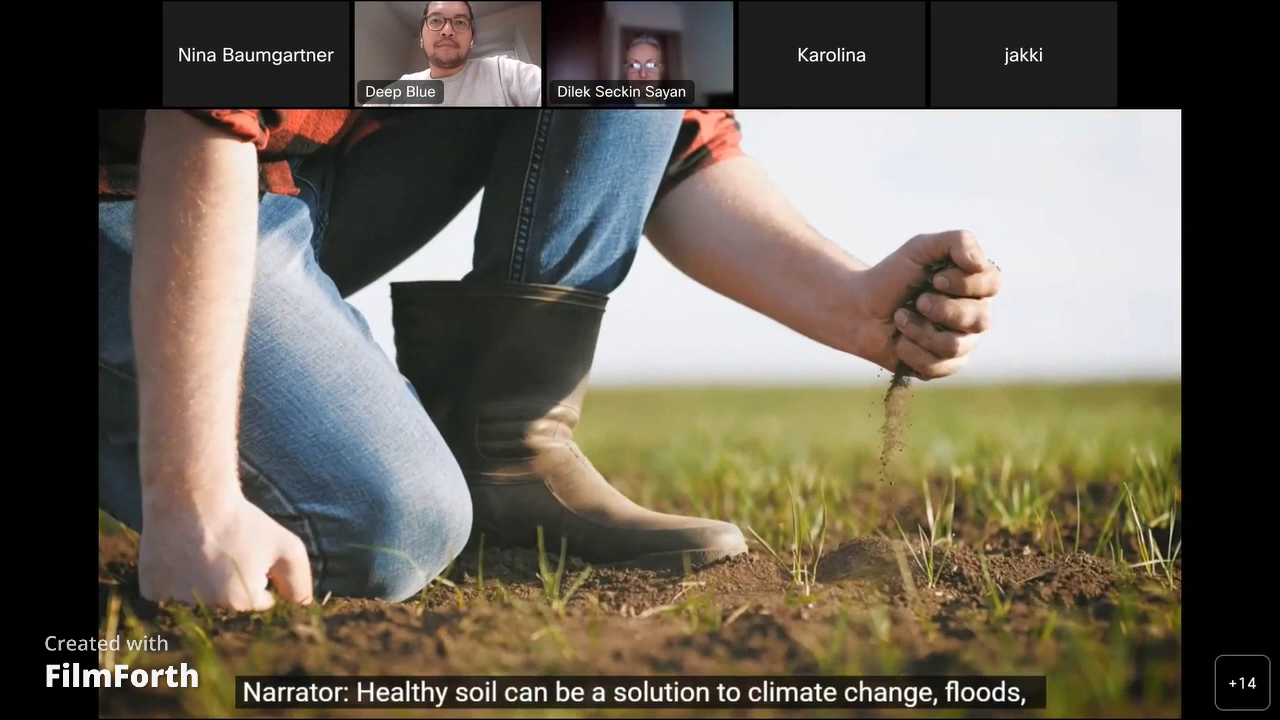 Nina Baumgartner
Deep Blue
Dilek Seckin Sayan
Karolina
jakki
Created with
FilmForth
Narrator: Healthy soil can be a solution to climate change, floods,
+14